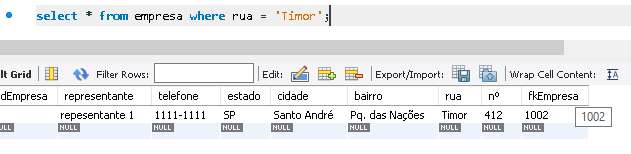 select * from empresa where rua = 'Timor';
lt Grid Filter Rows: Edit: Export/Import: Wrap Cell Content: IA
dEmpresa representante telefone estado cidade bairro rua nº fkEmpresa
repesentante 1 1111-1111 SP Santo André Pq. das Nações Timor 412 1002 1002
NULL NULL NULL NULL NULL NULL NULL NULL NULL